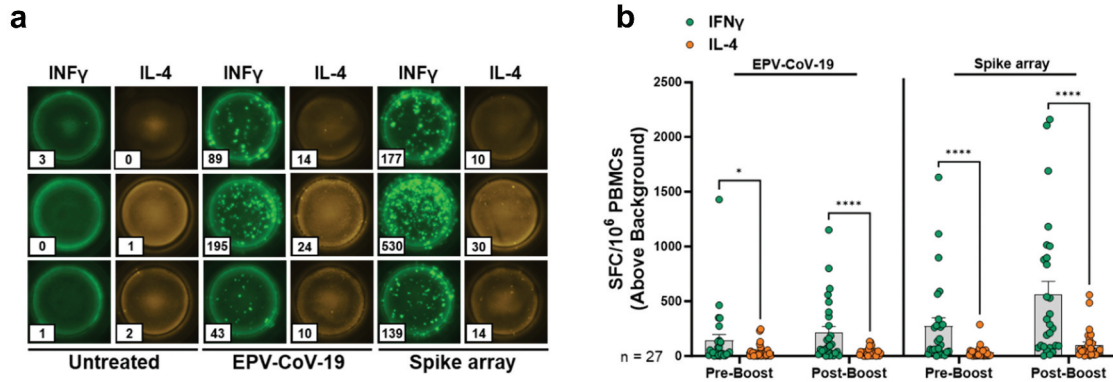 a
INFγ IL-4 INFγ IL-4 INFγ IL-4
3 0 89 14 177 10
0 1 195 24 530 30
1 2 43 10 139 14
Untreated EPV-CoV-19 Spike array
b
IFNγ
IL-4
EPV-CoV-19 Spike array
SFC/10⁶ PBMCs
(Above Background)
2500
2000
1500
1000
500
0
* **** **** ****
n = 27
Pre-Boost Post-Boost Pre-Boost Post-Boost